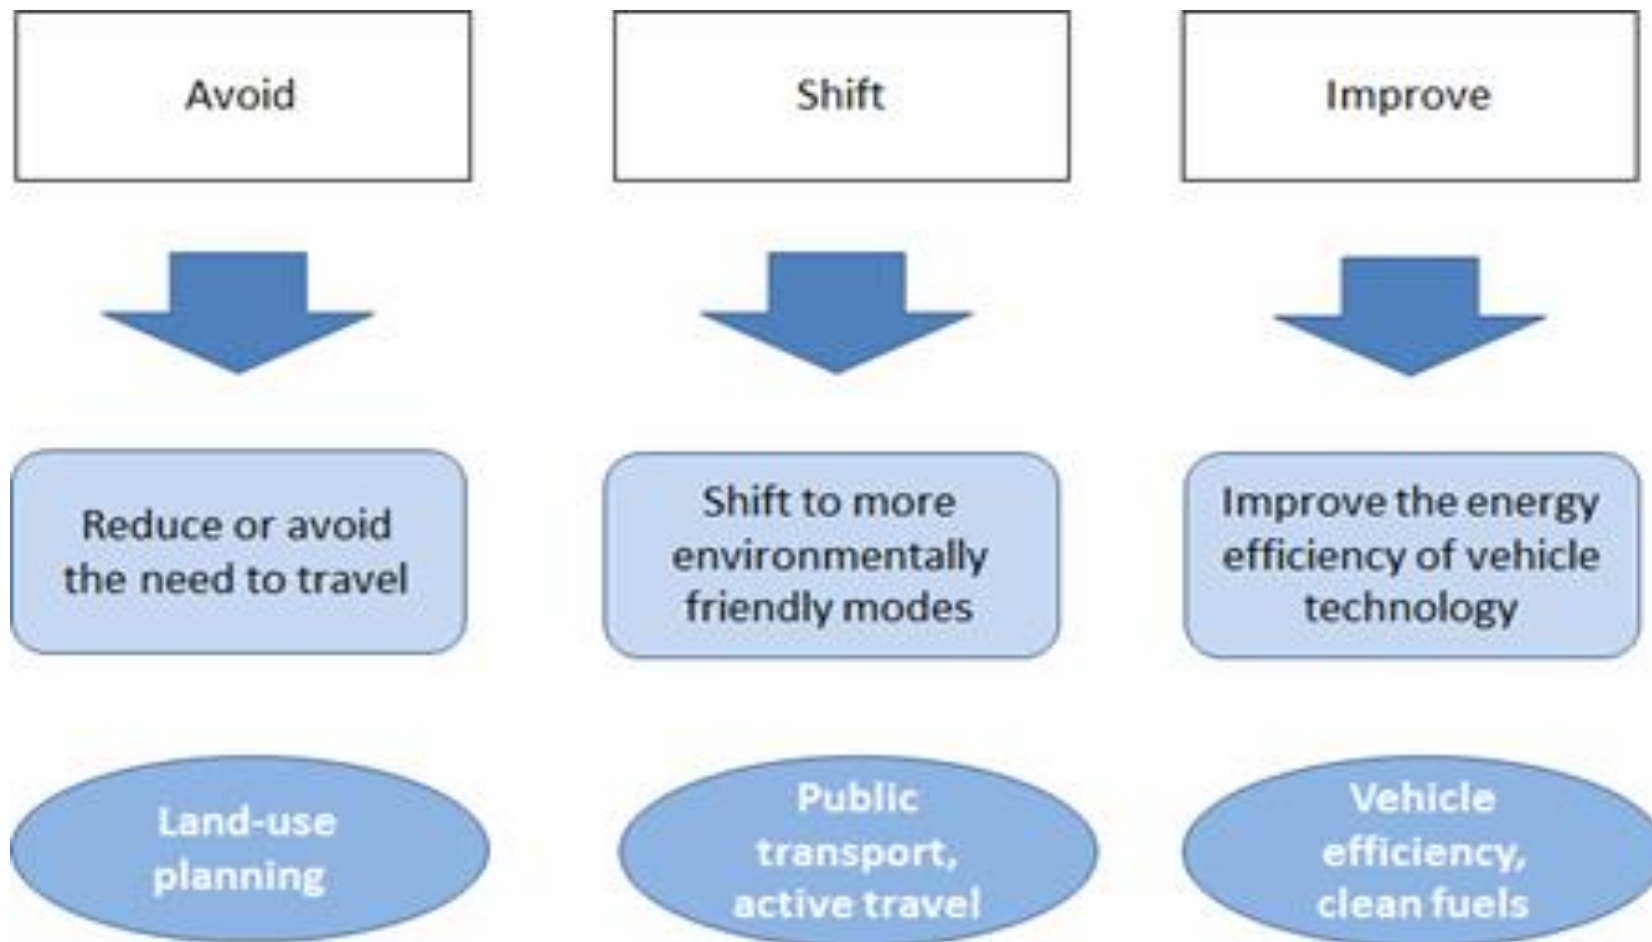 Avoid
Shift
Improve
Reduce or avoid
the need to travel
Shift to more
environmentally
friendly modes
Improve the energy
efficiency of vehicle
technology
Land-use
planning
Public
transport,
active travel
Vehicle
efficiency,
clean fuels